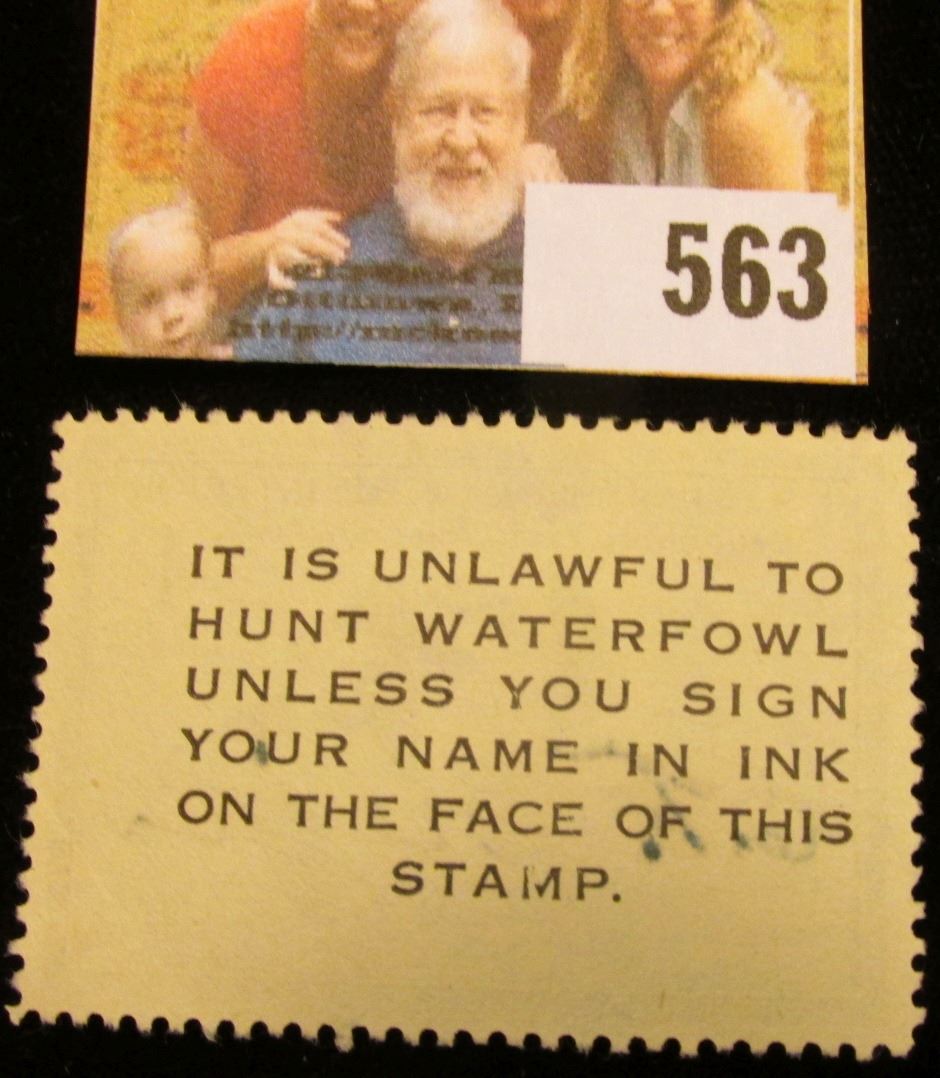 563
IT IS UNLAWFUL TO
HUNT WATERFOWL
UNLESS YOU SIGN
YOUR NAME IN INK
ON THE FACE OF THIS
STAMP.